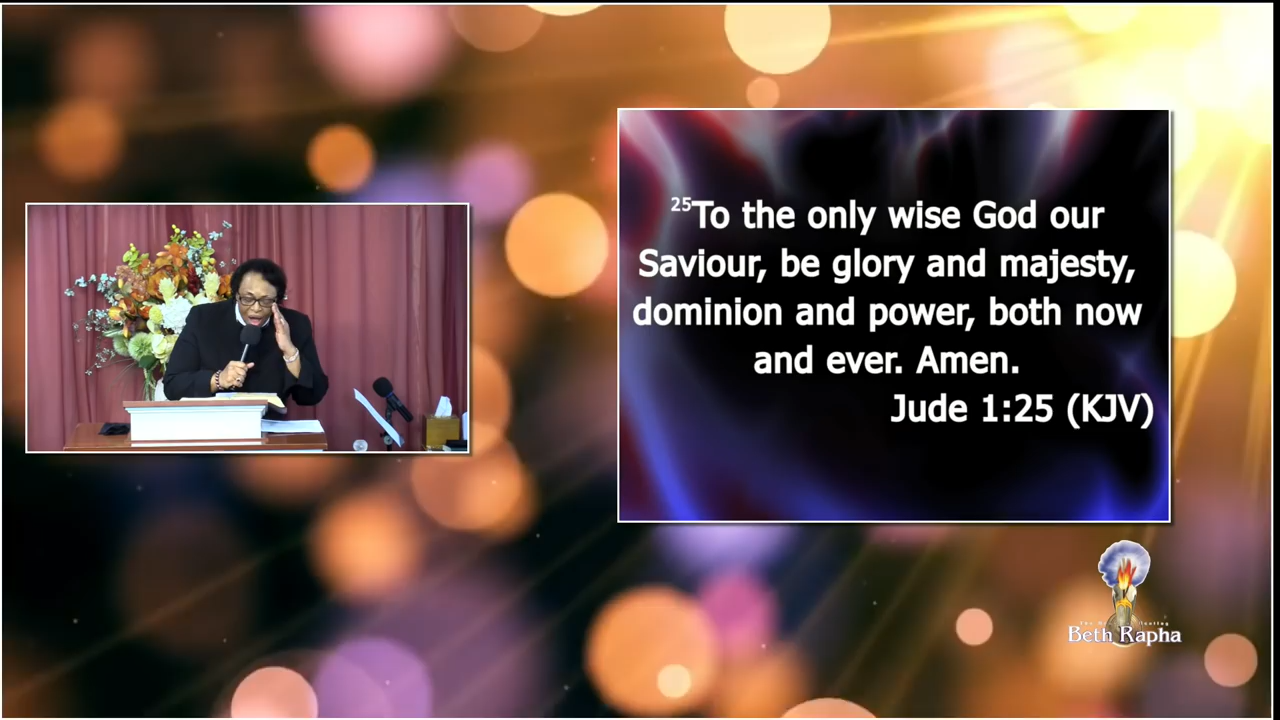 ²⁵To the only wise God our
Saviour, be glory and majesty,
dominion and power, both now
and ever. Amen.
Jude 1:25 (KJV)
Beth Rapha